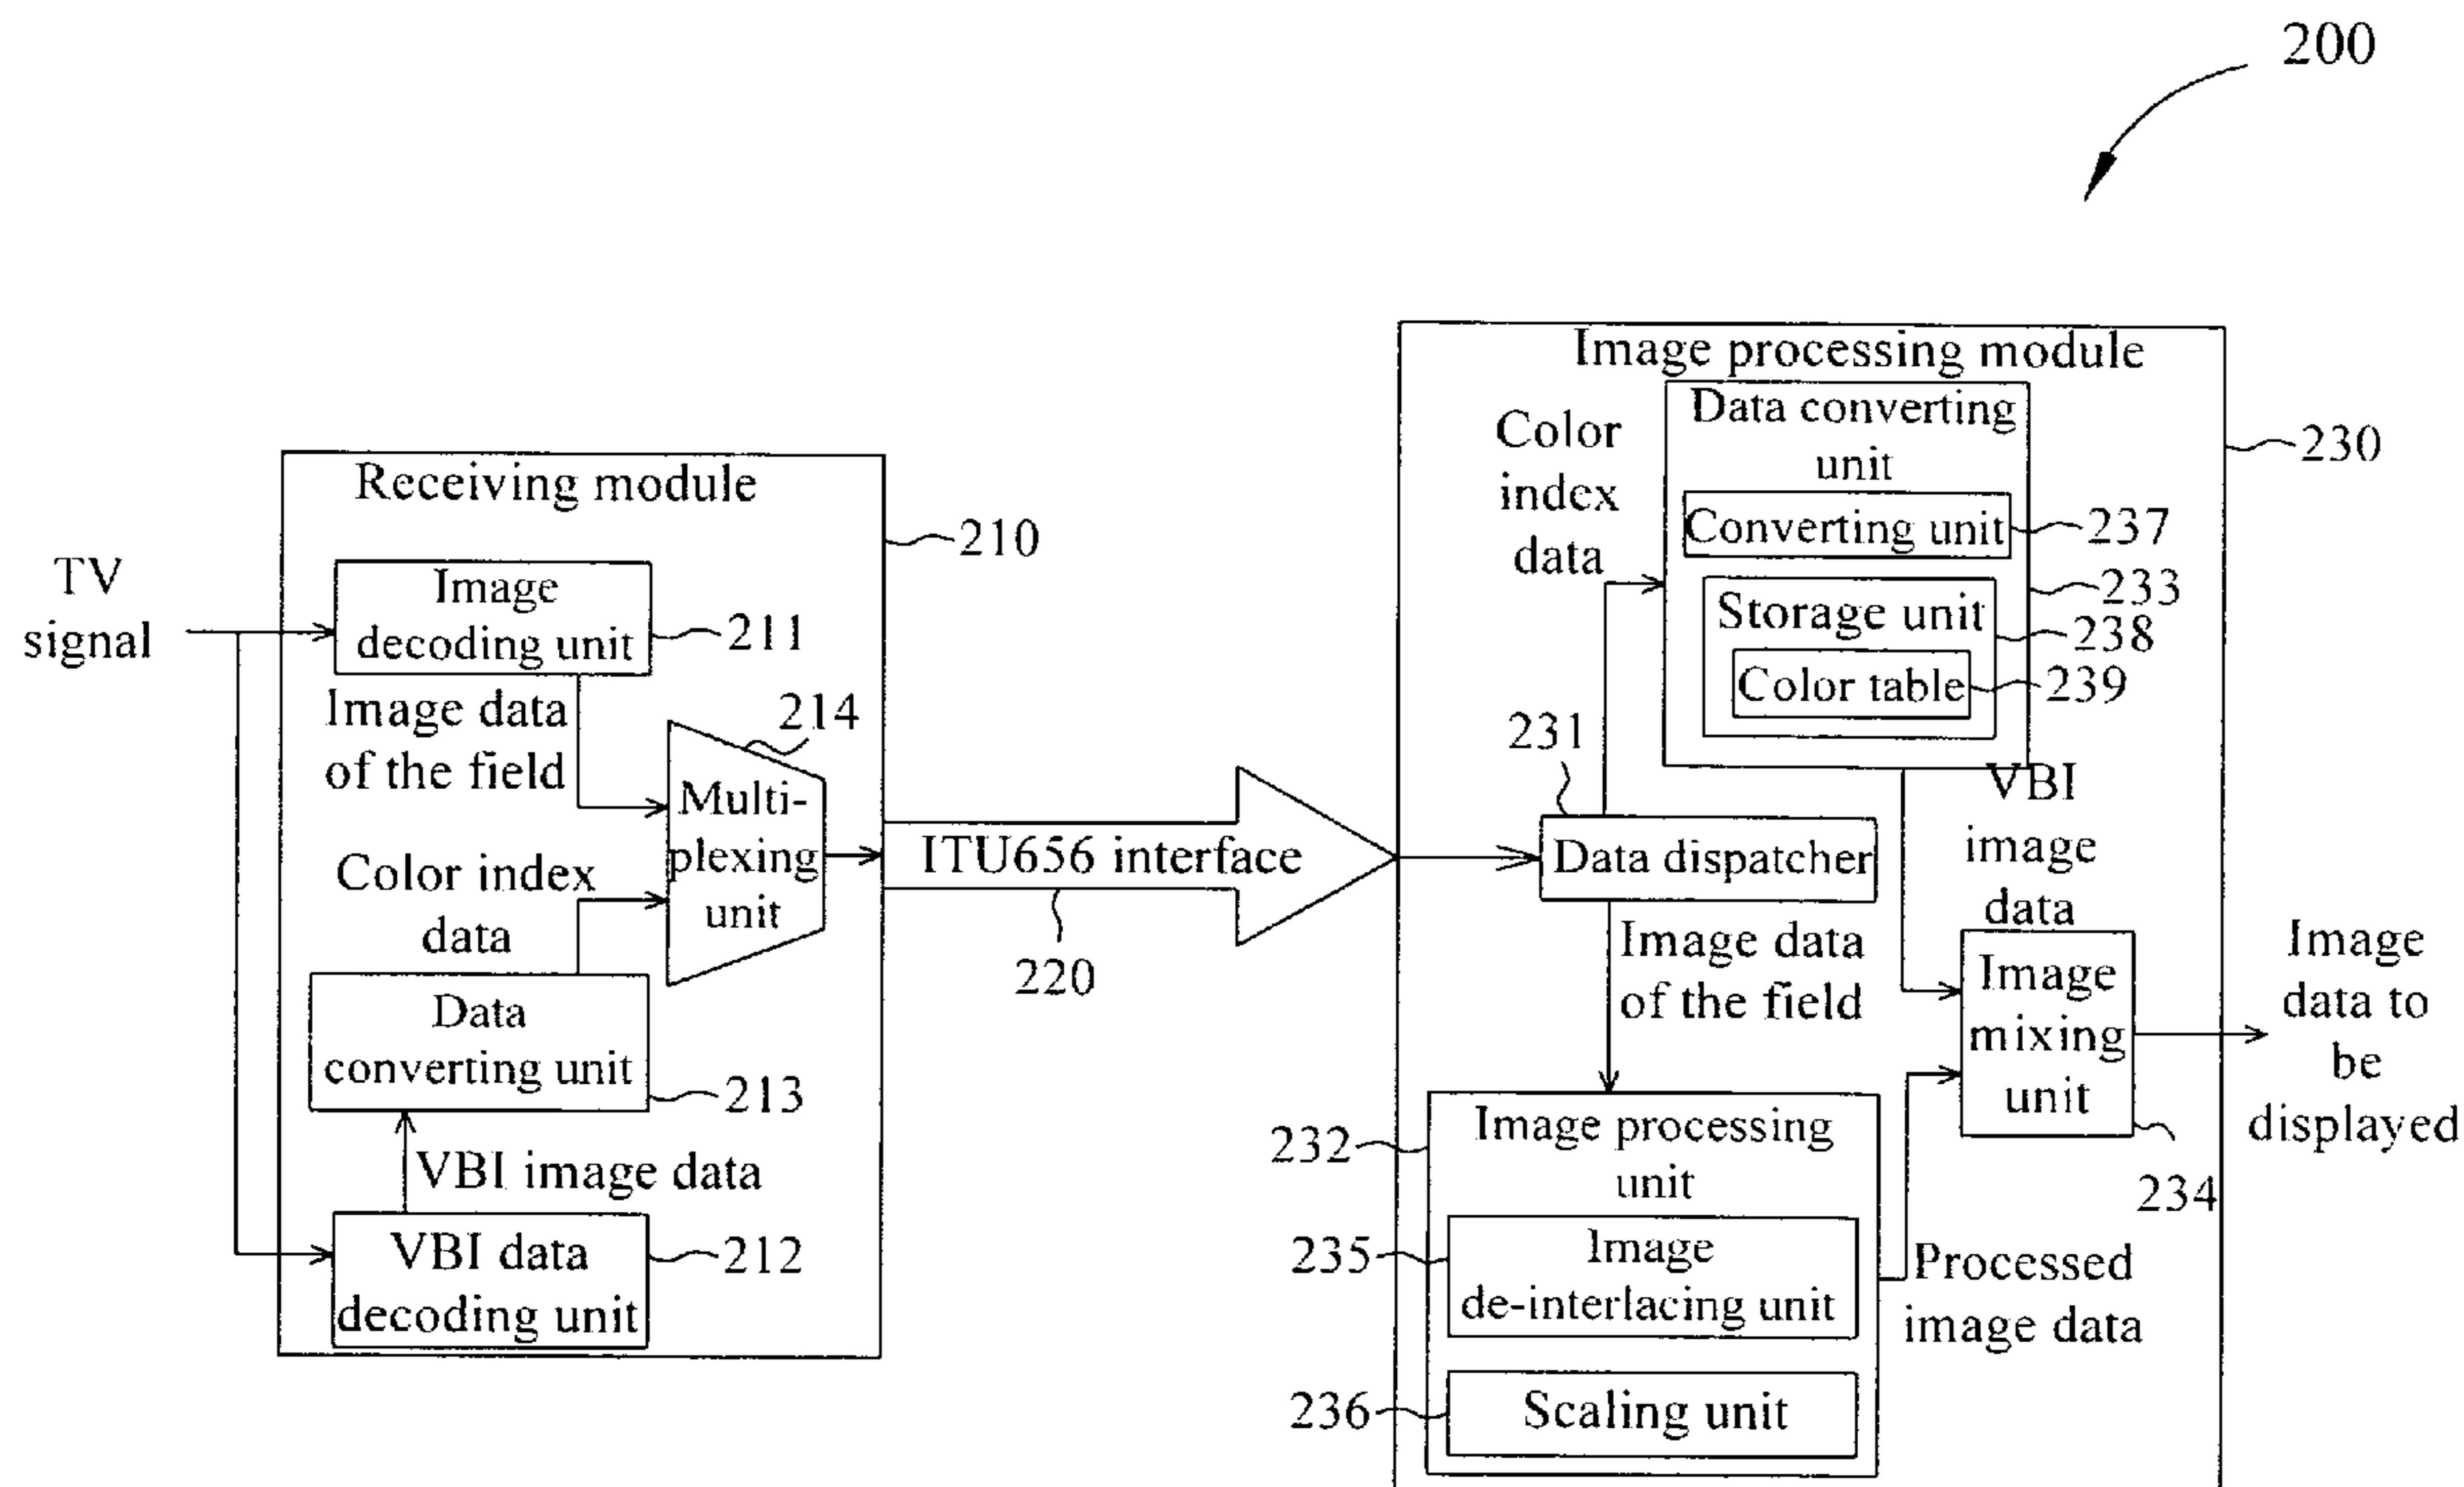 200
Receiving module
210
TV
signal
Image
decoding unit
211
Image data
of the field
214
Multi-
plexing
unit
Color index
data
Data
converting unit
213
VBI image data
VBI data
decoding unit
212
ITU656 interface
220
Image processing module
230
Color
index
data
Data converting
unit
Converting unit
237
233
Storage unit
238
Color table
239
231
Data dispatcher
VBI
image
data
Image data
of the field
Image
mixing
unit
234
Image
data to
be
displayed
232
Image processing
unit
235
Image
de-interlacing unit
236
Scaling unit
Processed
image data